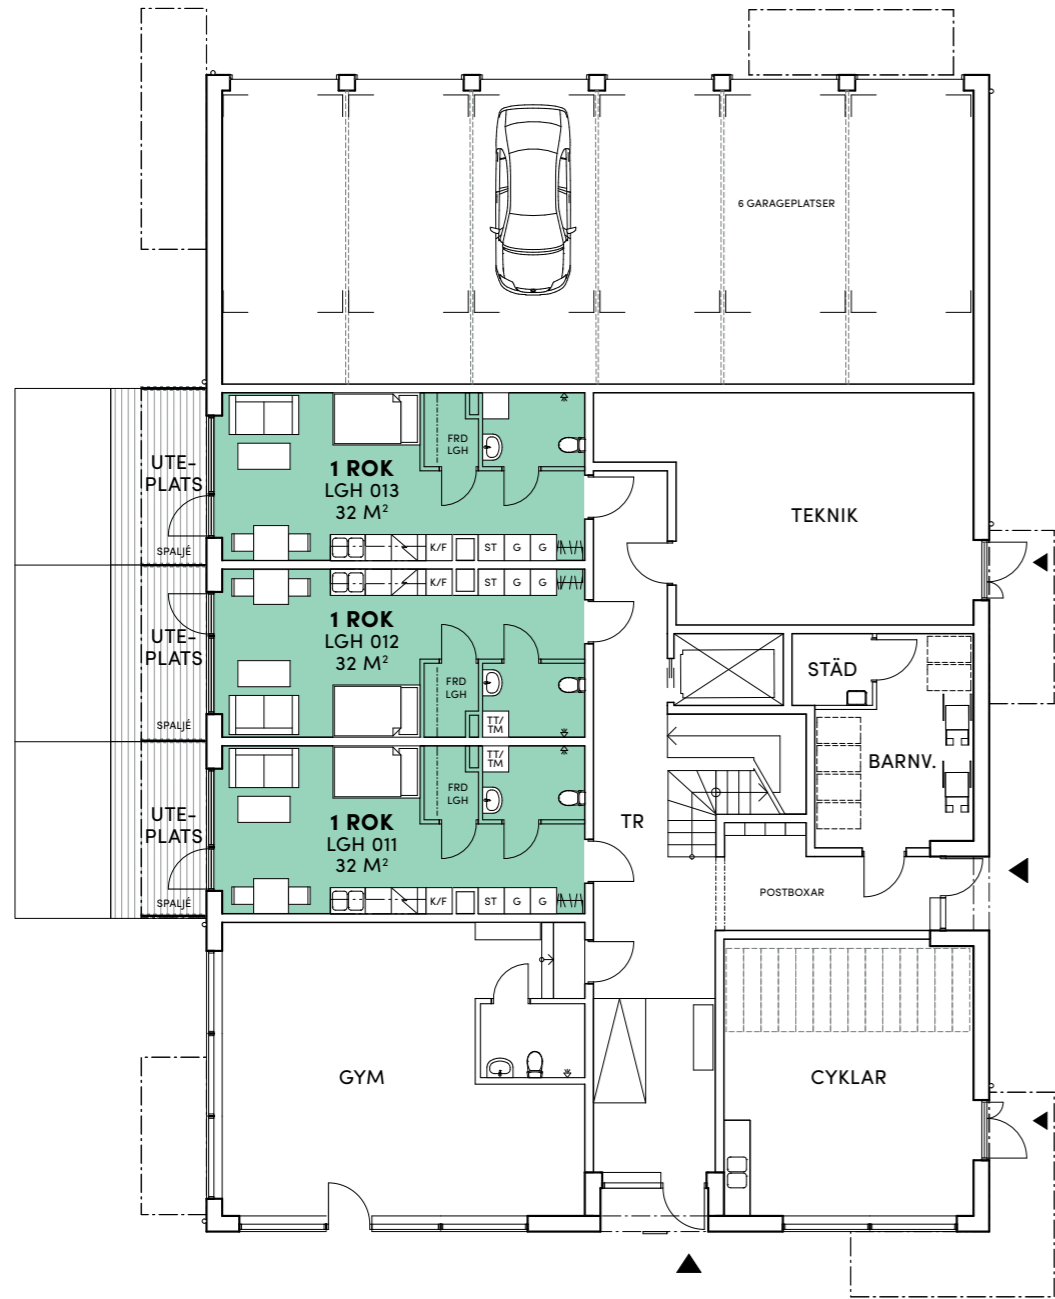 6 GARAGEPLATSER
UTE-
PLATS
SPALJÉ
1 ROK
LGH 013
32 M²
FRD
LGH
K/F
ST
G
G
TEKNIK
UTE-
PLATS
SPALJÉ
K/F
ST
G
G
1 ROK
LGH 012
32 M²
FRD
LGH
TT/
TM
STÄD
BARNV.
UTE-
PLATS
SPALJÉ
TT/
TM
FRD
LGH
1 ROK
LGH 011
32 M²
K/F
ST
G
G
TR
POSTBOXAR
GYM
CYKLAR